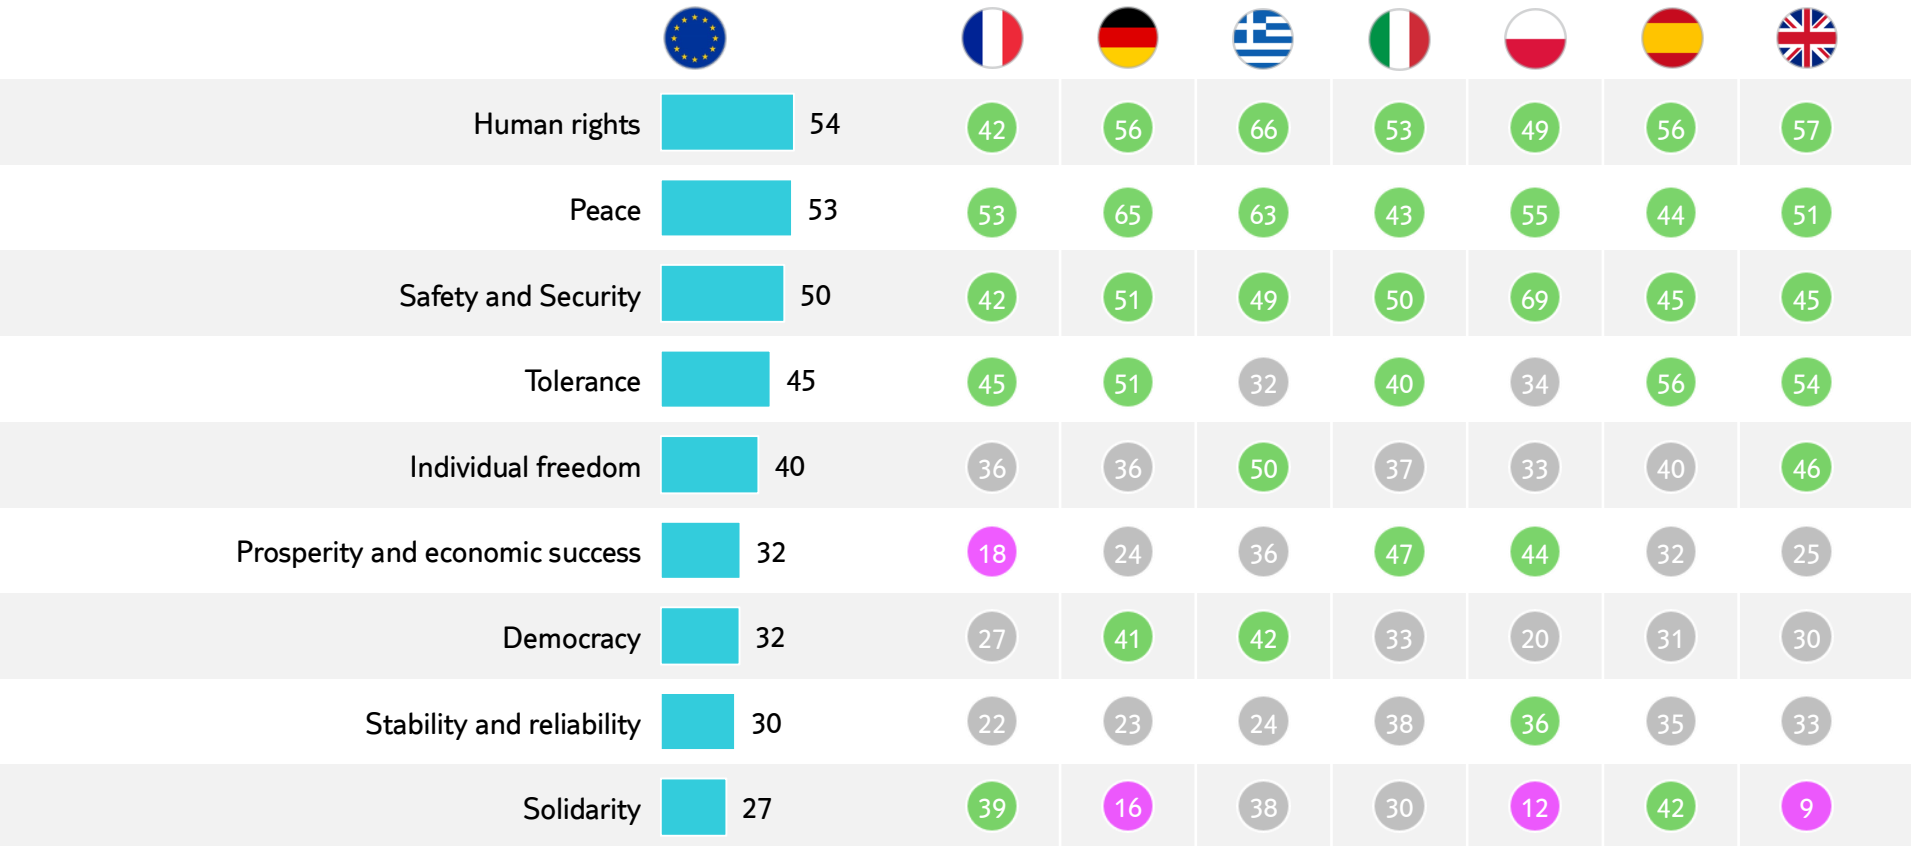 Human rights 54 42 56 66 53 49 56 57
Peace 53 53 65 63 43 55 44 51
Safety and Security 50 42 51 49 50 69 45 45
Tolerance 45 45 51 32 40 34 56 54
Individual freedom 40 36 36 50 37 33 40 46
Prosperity and economic success 32 18 24 36 47 44 32 25
Democracy 32 27 41 42 33 20 31 30
Stability and reliability 30 22 23 24 38 36 35 33
Solidarity 27 39 16 38 30 12 42 9